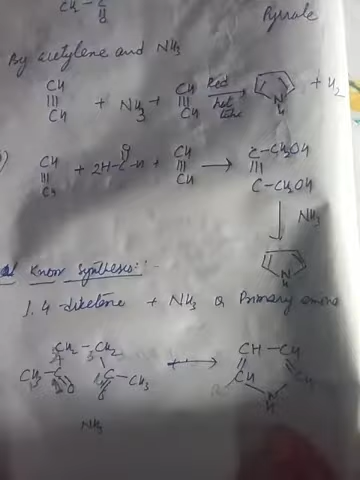 CH - C
Pyrrole
By acetylene and NH3
CH
|||
CH
+ NH3 +
CH
|||
CH
Red hot tube
N
H
+ H2
CH
|||
CH
+ 2H-C-H
O
+
CH
|||
CH
→
C-CH2OH
|||
C-CH2OH
NH3
N
H
Knorr Syntheses:-
1,4-diketone + NH3 or Primary amine
CH2-CH2
CH3-C
O
C-CH3
O
→
CH-CH
CH
N
H
NH3